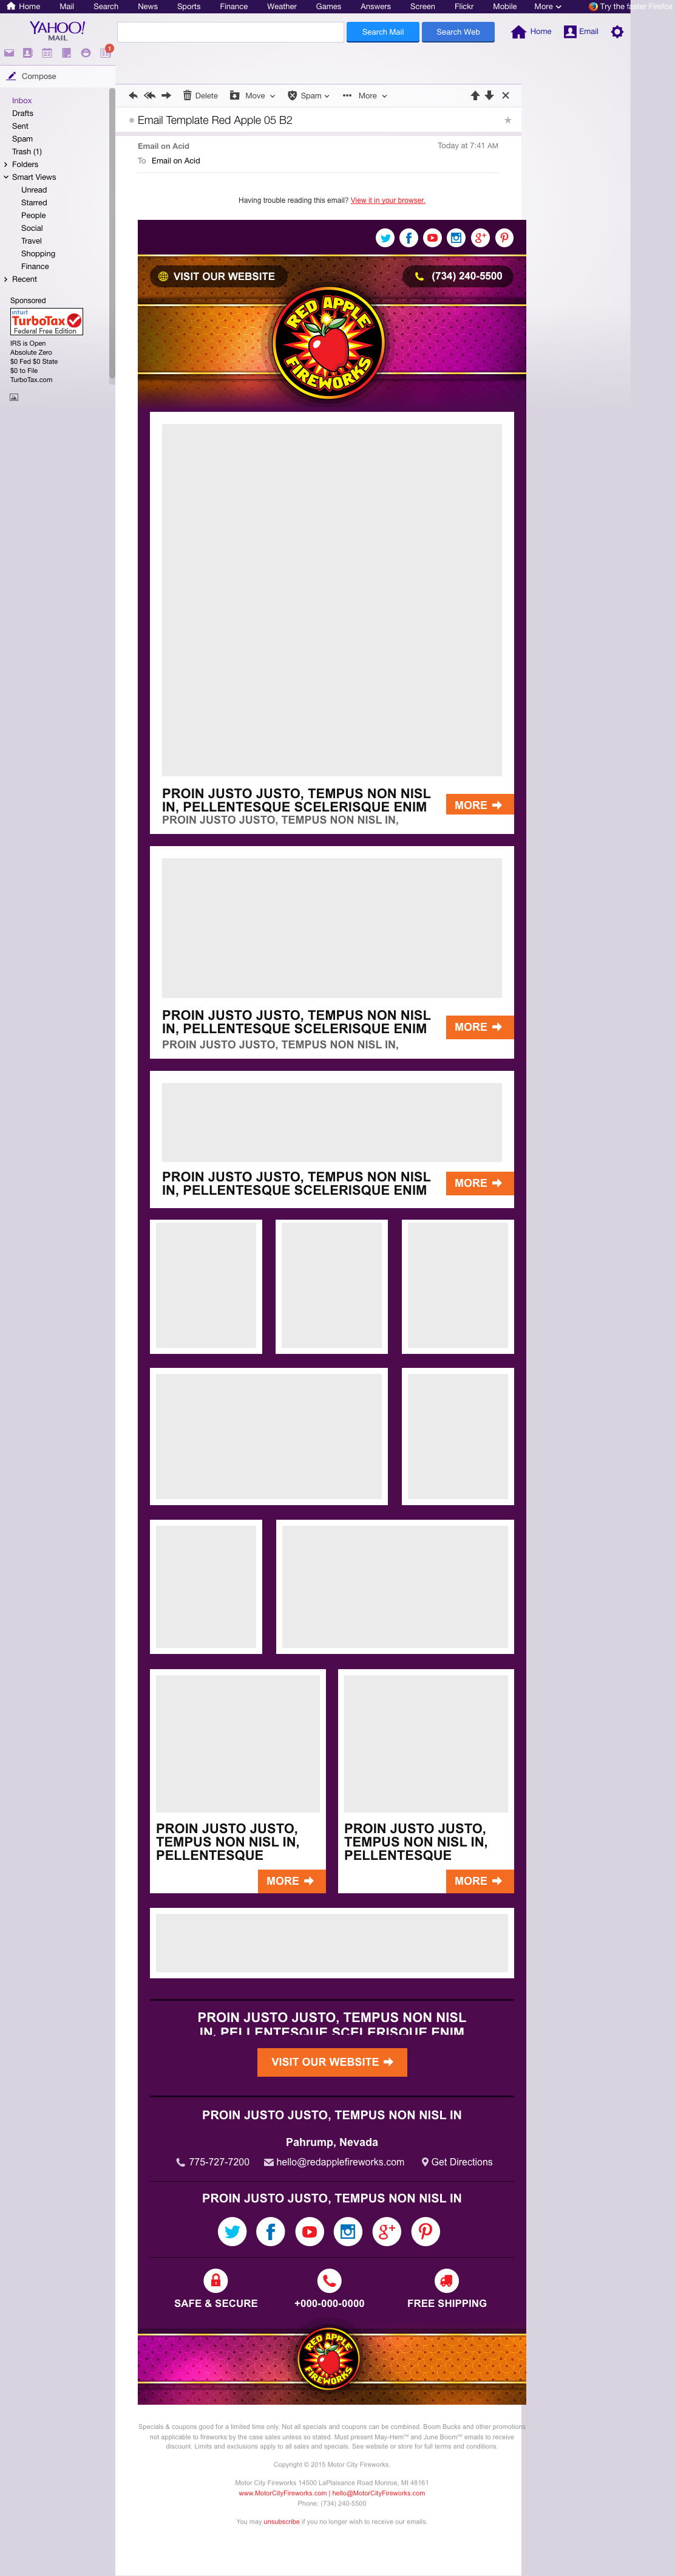 Home Mail Search News Sports Finance Weather Games Answers Screen Flickr Mobile More Try the faster Firefox
YAHOO!
MAIL
Search Mail Search Web Home Email
1
Compose
Inbox
Drafts
Sent
Spam
Trash (1)
Folders
Smart Views
Unread
Starred
People
Social
Travel
Shopping
Finance
Recent
Sponsored
intuit
TurboTax
Federal Free Edition
IRS is Open
Absolute Zero
$0 Fed $0 State
$0 to File
TurboTax.com
Delete Move Spam More
Email Template Red Apple 05 B2
Email on Acid Today at 7:41 AM
To Email on Acid
Having trouble reading this email? View it in your browser.
VISIT OUR WEBSITE (734) 240-5500
RED APPLE
FIREWORKS
PROIN JUSTO JUSTO, TEMPUS NON NISL
IN, PELLENTESQUE SCELERISQUE ENIM
PROIN JUSTO JUSTO, TEMPUS NON NISL IN,
MORE
PROIN JUSTO JUSTO, TEMPUS NON NISL
IN, PELLENTESQUE SCELERISQUE ENIM
PROIN JUSTO JUSTO, TEMPUS NON NISL IN,
MORE
PROIN JUSTO JUSTO, TEMPUS NON NISL
IN, PELLENTESQUE SCELERISQUE ENIM
MORE
PROIN JUSTO JUSTO,
TEMPUS NON NISL IN,
PELLENTESQUE
MORE
PROIN JUSTO JUSTO,
TEMPUS NON NISL IN,
PELLENTESQUE
MORE
PROIN JUSTO JUSTO, TEMPUS NON NISL
IN, PELLENTESQUE SCELERISQUE ENIM
VISIT OUR WEBSITE
PROIN JUSTO JUSTO, TEMPUS NON NISL IN
Pahrump, Nevada
775-727-7200 hello@redapplefireworks.com Get Directions
PROIN JUSTO JUSTO, TEMPUS NON NISL IN
SAFE & SECURE +000-000-0000 FREE SHIPPING
RED APPLE
FIREWORKS
Specials & coupons good for a limited time only. Not all specials and coupons can be combined. Boom Bucks and other promotions
not applicable to fireworks by the case sales unless so stated. Must present May-Hem™ and June Boom™ emails to receive
discount. Limits and exclusions apply to all sales and specials. See website or store for full terms and conditions.
Copyright © 2015 Motor City Fireworks.
Motor City Fireworks 14500 LaPlaisance Road Monroe, MI 48161
www.MotorCityFireworks.com | hello@MotorCityFireworks.com
Phone: (734) 240-5500
You may unsubscribe if you no longer wish to receive our emails.